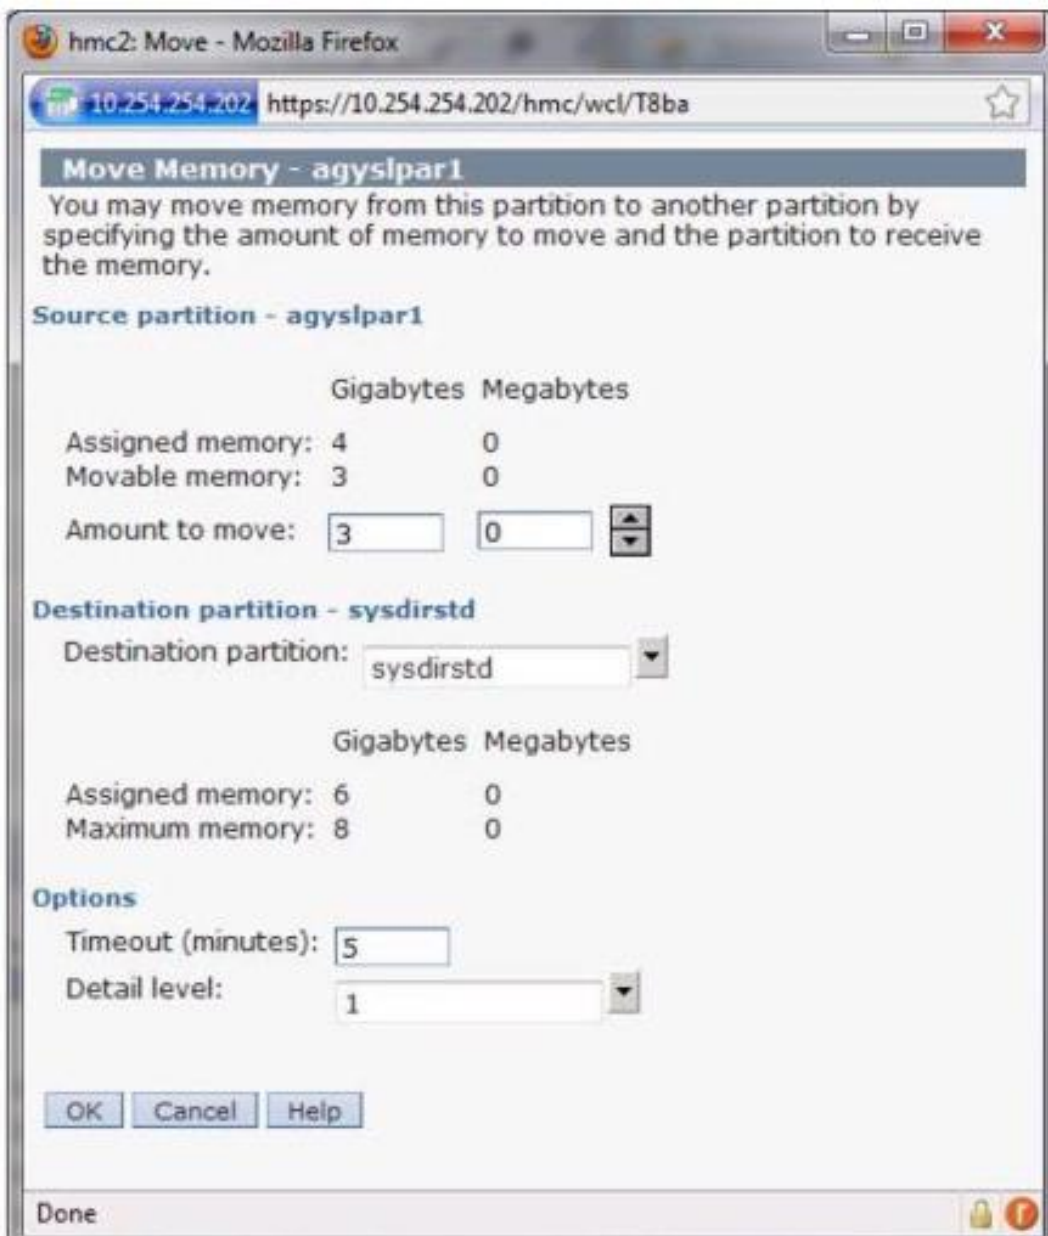 hmc2: Move - Mozilla Firefox
10.254.254.202 https://10.254.254.202/hmc/wcl/T8ba
Move Memory - agyslpar1
You may move memory from this partition to another partition by
specifying the amount of memory to move and the partition to receive
the memory.
Source partition - agyslpar1
Gigabytes Megabytes
Assigned memory: 4 0
Movable memory: 3 0
Amount to move: 3 0
Destination partition - sysdirstd
Destination partition: sysdirstd
Gigabytes Megabytes
Assigned memory: 6 0
Maximum memory: 8 0
Options
Timeout (minutes): 5
Detail level: 1
OK Cancel Help
Done